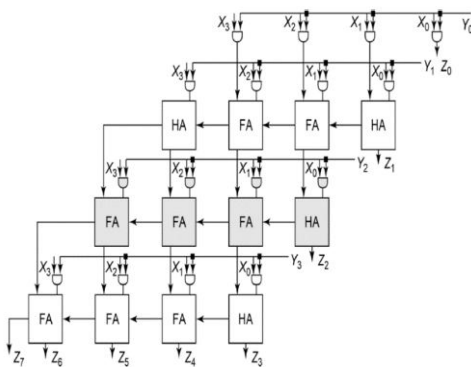 X3 X2 X1 X0 Y0
X3 X2 X1 X0 Y1 Z0
HA FA FA HA
Z1
X3 X2 X1 X0 Y2
FA FA FA HA
Z2
X3 X2 X1 X0 Y3
FA FA FA HA
Z7 Z6 Z5 Z4 Z3